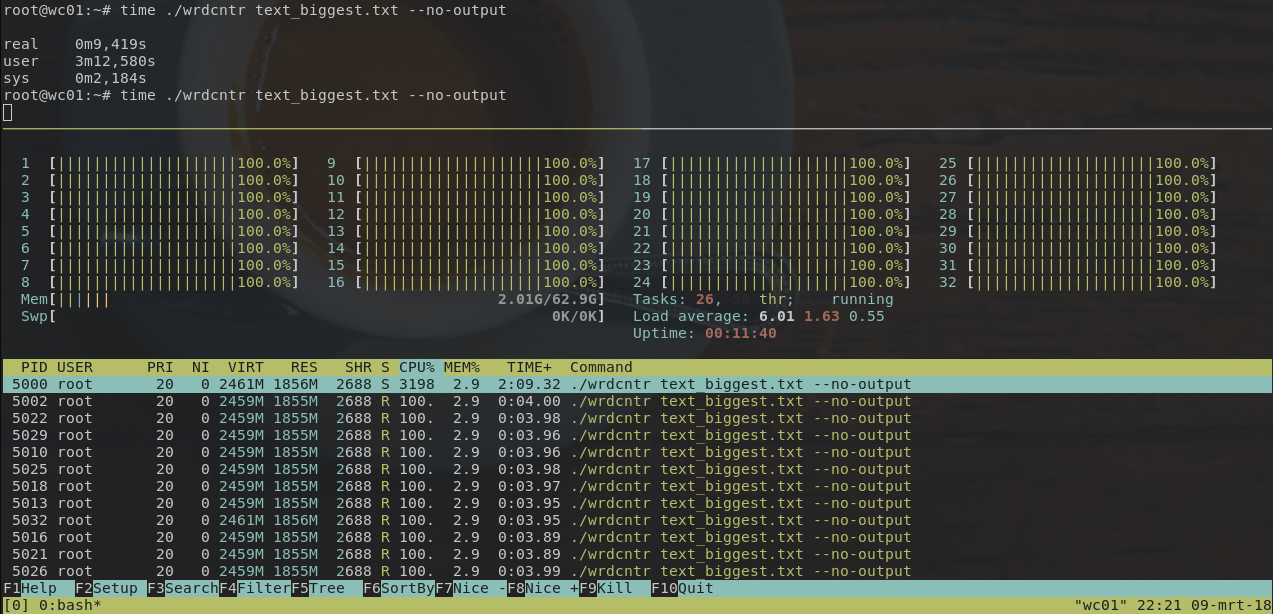 root@wc01:~# time ./wrdcntr text_biggest.txt --no-output
real    0m9,419s
user    3m12,580s
sys     0m2,184s
root@wc01:~# time ./wrdcntr text_biggest.txt --no-output
1  [||||||||||||||||||||100.0%]   9  [||||||||||||||||||||100.0%]   17 [||||||||||||||||||||100.0%]   25 [||||||||||||||||||||100.0%]
2  [||||||||||||||||||||100.0%]   10 [||||||||||||||||||||100.0%]   18 [||||||||||||||||||||100.0%]   26 [||||||||||||||||||||100.0%]
3  [||||||||||||||||||||100.0%]   11 [||||||||||||||||||||100.0%]   19 [||||||||||||||||||||100.0%]   27 [||||||||||||||||||||100.0%]
4  [||||||||||||||||||||100.0%]   12 [||||||||||||||||||||100.0%]   20 [||||||||||||||||||||100.0%]   28 [||||||||||||||||||||100.0%]
5  [||||||||||||||||||||100.0%]   13 [||||||||||||||||||||100.0%]   21 [||||||||||||||||||||100.0%]   29 [||||||||||||||||||||100.0%]
6  [||||||||||||||||||||100.0%]   14 [||||||||||||||||||||100.0%]   22 [||||||||||||||||||||100.0%]   30 [||||||||||||||||||||100.0%]
7  [||||||||||||||||||||100.0%]   15 [||||||||||||||||||||100.0%]   23 [||||||||||||||||||||100.0%]   31 [||||||||||||||||||||100.0%]
8  [||||||||||||||||||||100.0%]   16 [||||||||||||||||||||100.0%]   24 [||||||||||||||||||||100.0%]   32 [||||||||||||||||||||100.0%]
Mem[||||||                                           2.01G/62.9G]   Tasks: 26, 58 thr;    running
Swp[                                                       0K/0K]   Load average: 6.01 1.63 0.55
Uptime: 00:11:40
PID USER      PRI  NI  VIRT   RES   SHR S CPU% MEM%   TIME+  Command
5000 root       20   0 2461M 1856M  2688 S 3198  2.9  2:09.32 ./wrdcntr text_biggest.txt --no-output
5002 root       20   0 2459M 1855M  2688 R 100.  2.9  0:04.00 ./wrdcntr text_biggest.txt --no-output
5022 root       20   0 2459M 1855M  2688 R 100.  2.9  0:03.98 ./wrdcntr text_biggest.txt --no-output
5029 root       20   0 2459M 1855M  2688 R 100.  2.9  0:03.96 ./wrdcntr text_biggest.txt --no-output
5010 root       20   0 2459M 1855M  2688 R 100.  2.9  0:03.96 ./wrdcntr text_biggest.txt --no-output
5025 root       20   0 2459M 1855M  2688 R 100.  2.9  0:03.98 ./wrdcntr text_biggest.txt --no-output
5018 root       20   0 2459M 1855M  2688 R 100.  2.9  0:03.97 ./wrdcntr text_biggest.txt --no-output
5013 root       20   0 2459M 1855M  2688 R 100.  2.9  0:03.95 ./wrdcntr text_biggest.txt --no-output
5032 root       20   0 2461M 1856M  2688 R 100.  2.9  0:03.95 ./wrdcntr text_biggest.txt --no-output
5016 root       20   0 2459M 1855M  2688 R 100.  2.9  0:03.89 ./wrdcntr text_biggest.txt --no-output
5021 root       20   0 2459M 1855M  2688 R 100.  2.9  0:03.89 ./wrdcntr text_biggest.txt --no-output
5026 root       20   0 2459M 1855M  2688 R 100.  2.9  0:03.99 ./wrdcntr text_biggest.txt --no-output
F1Help  F2Setup F3SearchF4FilterF5Tree  F6SortByF7Nice -F8Nice +F9Kill  F10Quit
[0] 0:bash*                                                    "wc01" 22:21 09-mrt-18